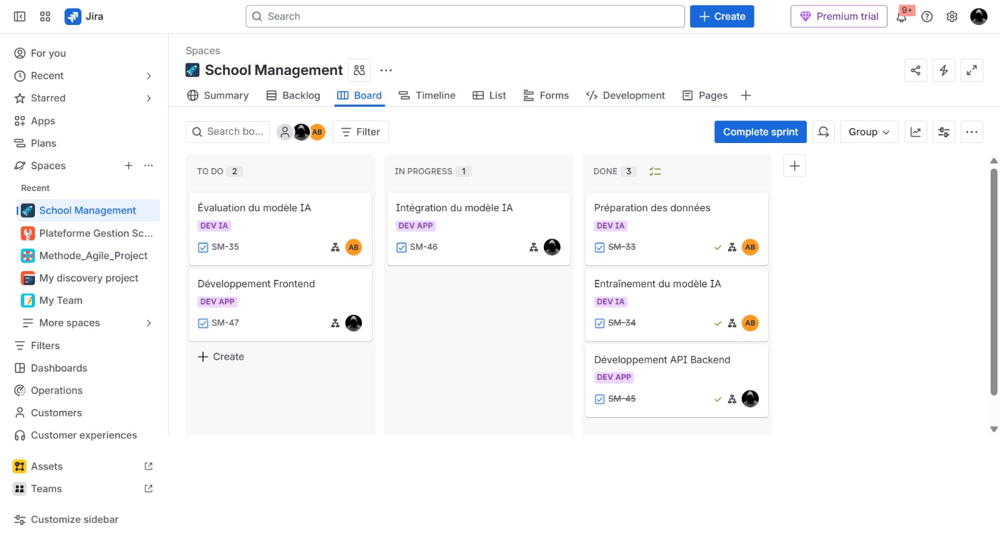 Jira
Search
Create
Premium trial
9+
For you
Recent
Starred
Apps
Plans
Spaces
Recent
School Management
Plateforme Gestion Sc...
Methode_Agile_Project
My discovery project
My Team
More spaces
Filters
Dashboards
Operations
Customers
Customer experiences
Assets
Teams
Customize sidebar
Spaces
School Management
Summary
Backlog
Board
Timeline
List
Forms
Development
Pages
Search bo...
AB
Filter
Complete sprint
Group
TO DO 2
Évaluation du modèle IA
DEV IA
SM-35
AB
Développement Frontend
DEV APP
SM-47
Create
IN PROGRESS 1
Intégration du modèle IA
DEV APP
SM-46
DONE 3
Préparation des données
DEV IA
SM-33
AB
Entraînement du modèle IA
DEV IA
SM-34
AB
Développement API Backend
DEV APP
SM-45